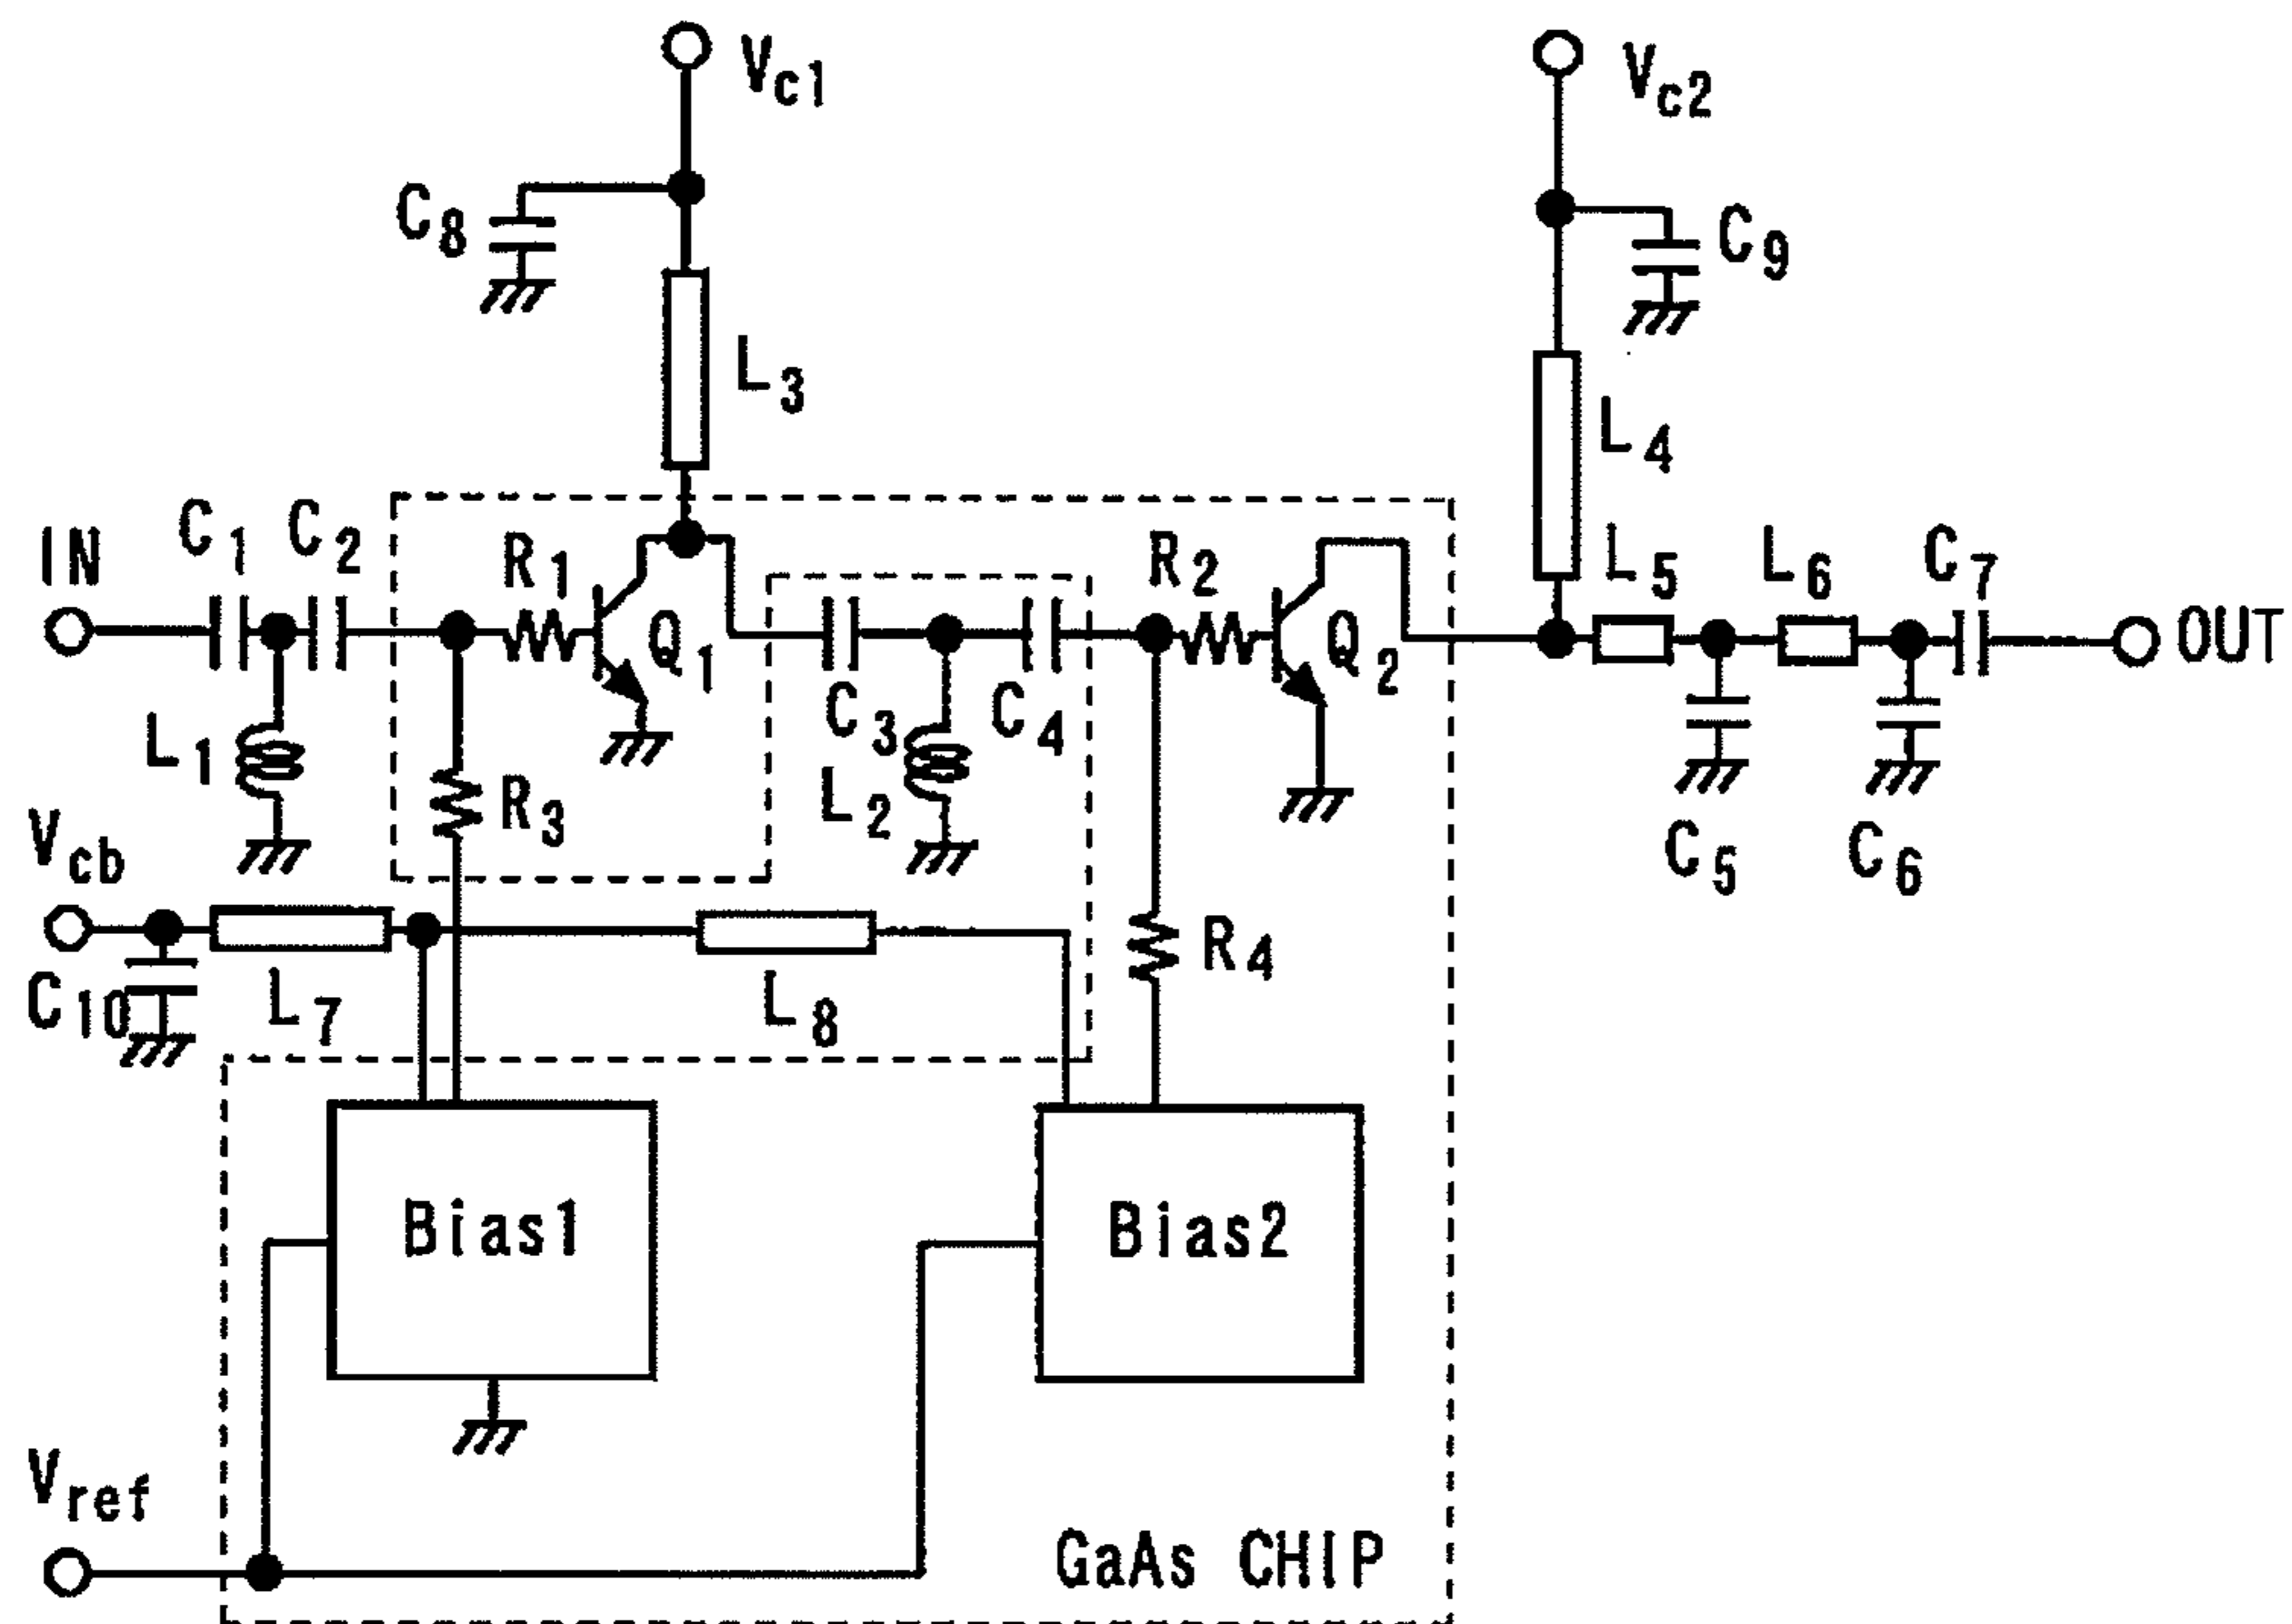 Vc1
Vc2
C8
C9
L3
L4
IN
C1
C2
R1
R2
L5
L6
C7
Q1
Q2
OUT
L1
C3
C4
R3
L2
Vcb
C5
C6
R4
C10
L7
L8
Bias1
Bias2
Vref
GaAs CHIP